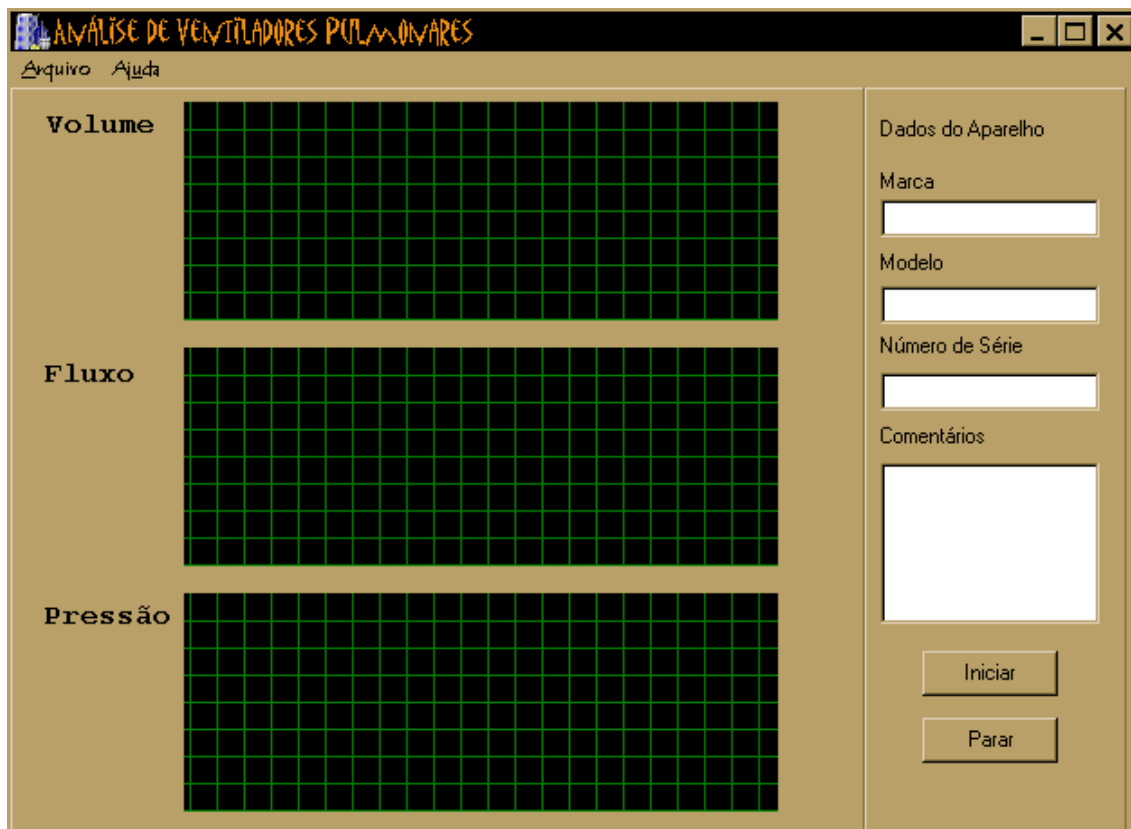 Análise de Ventiladores Pulmonares
Arquivo Ajuda
Volume
Fluxo
Pressão
Dados do Aparelho
Marca
Modelo
Número de Série
Comentários
Iniciar
Parar